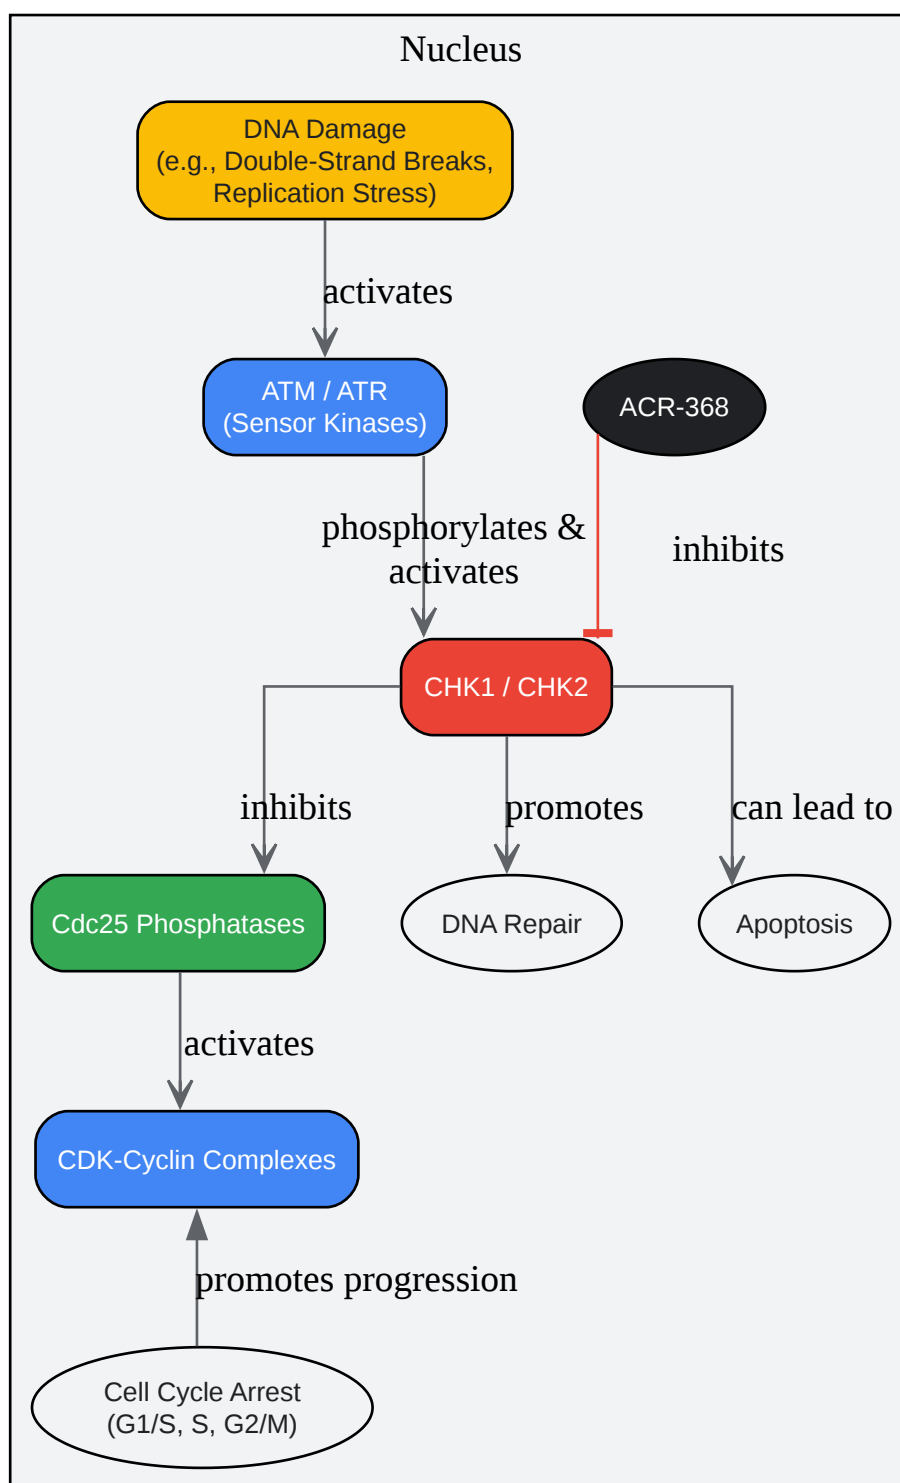 Nucleus
DNA Damage
(e.g., Double-Strand Breaks,
Replication Stress)
activates
ATM / ATR
(Sensor Kinases)
ACR-368
phosphorylates &
activates
inhibits
CHK1 / CHK2
inhibits
promotes
can lead to
Cdc25 Phosphatases
DNA Repair
Apoptosis
activates
CDK-Cyclin Complexes
promotes progression
Cell Cycle Arrest
(G1/S, S, G2/M)